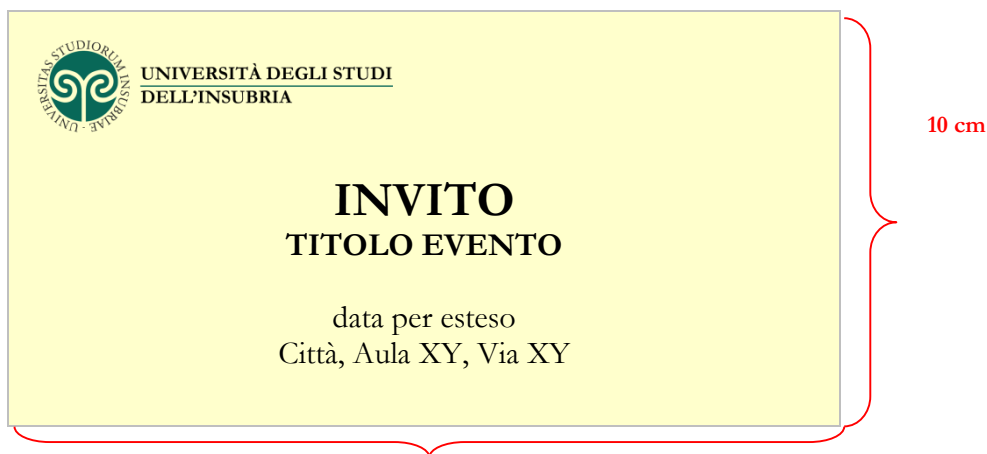 UNIVERSITAS STUDIORUM INSUBRIAE
UNIVERSITÀ DEGLI STUDI
DELL'INSUBRIA
10 cm
INVITO
TITOLO EVENTO
data per esteso
Città, Aula XY, Via XY